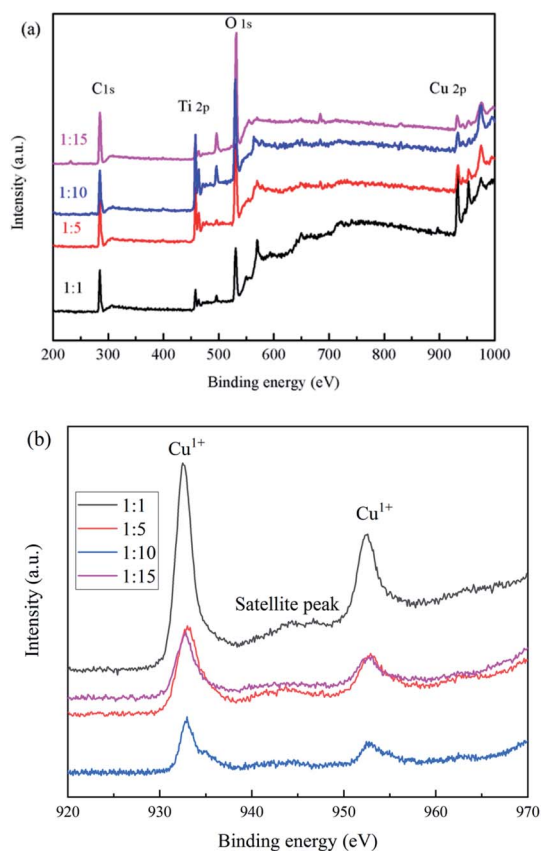 (a)
O 1s
C1s
Ti 2p
Cu 2p
1:15
1:10
1:5
1:1
Intensity (a.u.)
200 300 400 500 600 700 800 900 1000
Binding energy (eV)
(b)
Cu1+
Cu1+
1:1
1:5
1:10
1:15
Satellite peak
Intensity (a.u.)
920 930 940 950 960 970
Binding energy (eV)